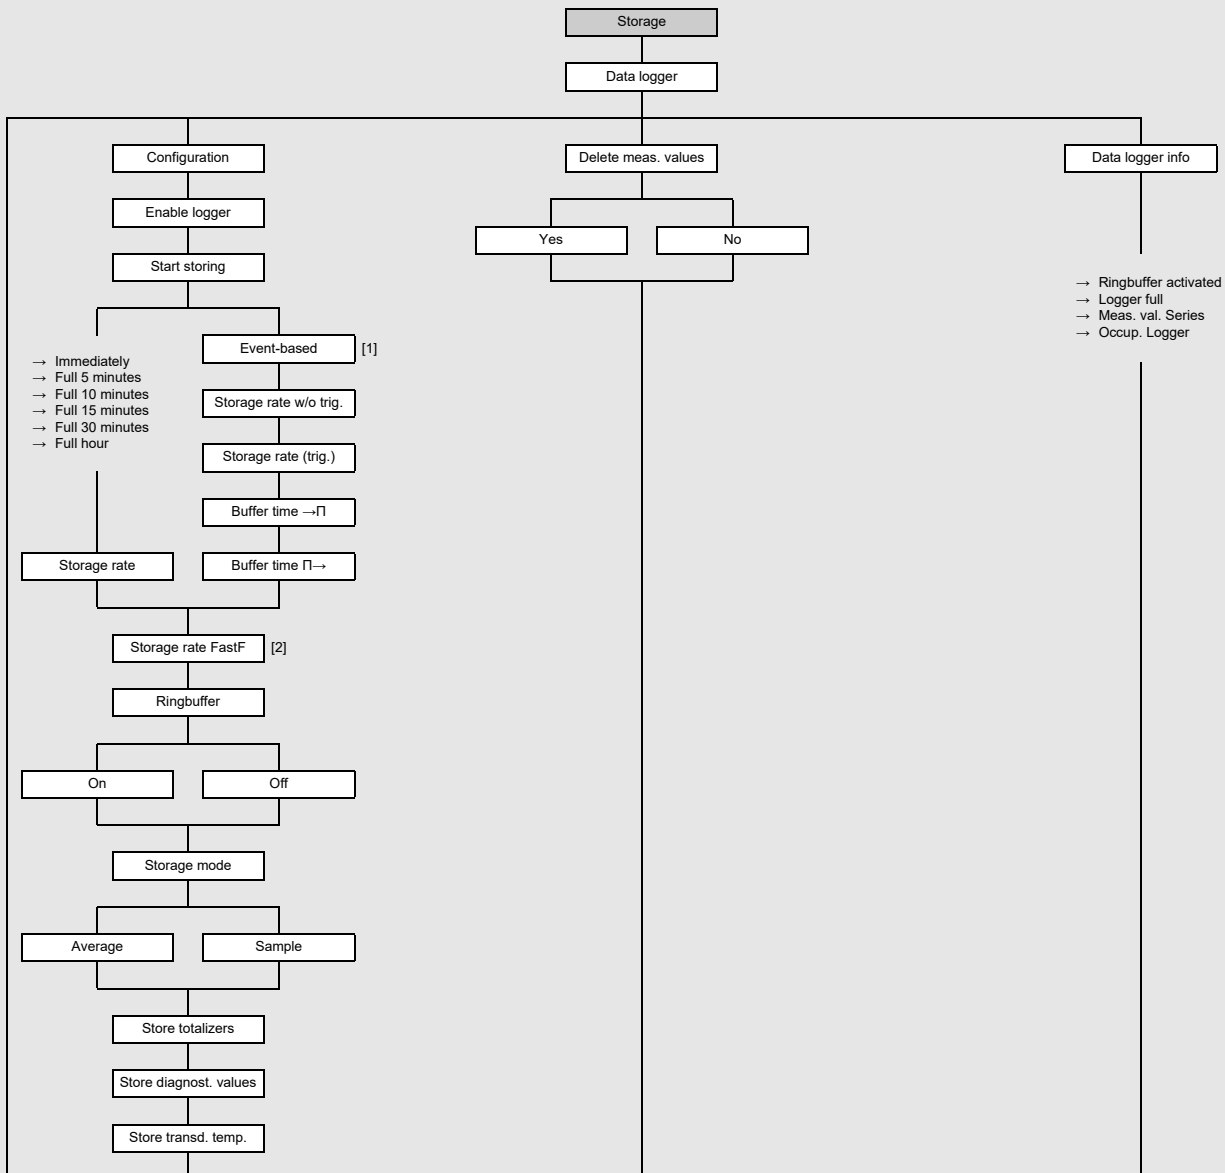 Storage
Data logger
Configuration
Delete meas. values
Data logger info
Enable logger
Yes
No
Start storing
→ Ringbuffer activated
→ Logger full
→ Meas. val. Series
→ Occup. Logger
Event-based [1]
→ Immediately
→ Full 5 minutes
→ Full 10 minutes
→ Full 15 minutes
→ Full 30 minutes
→ Full hour
Storage rate w/o trig.
Storage rate (trig.)
Buffer time →Π
Storage rate
Buffer time Π→
Storage rate FastF [2]
Ringbuffer
On
Off
Storage mode
Average
Sample
Store totalizers
Store diagnost. values
Store transd. temp.